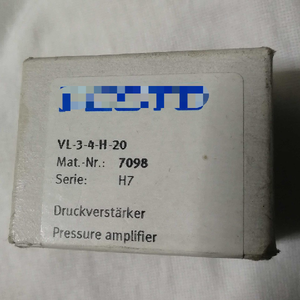 VL-3-4-H-20
Mat.-Nr.: 7098
Serie: H7
Druckverstärker
Pressure amplifier